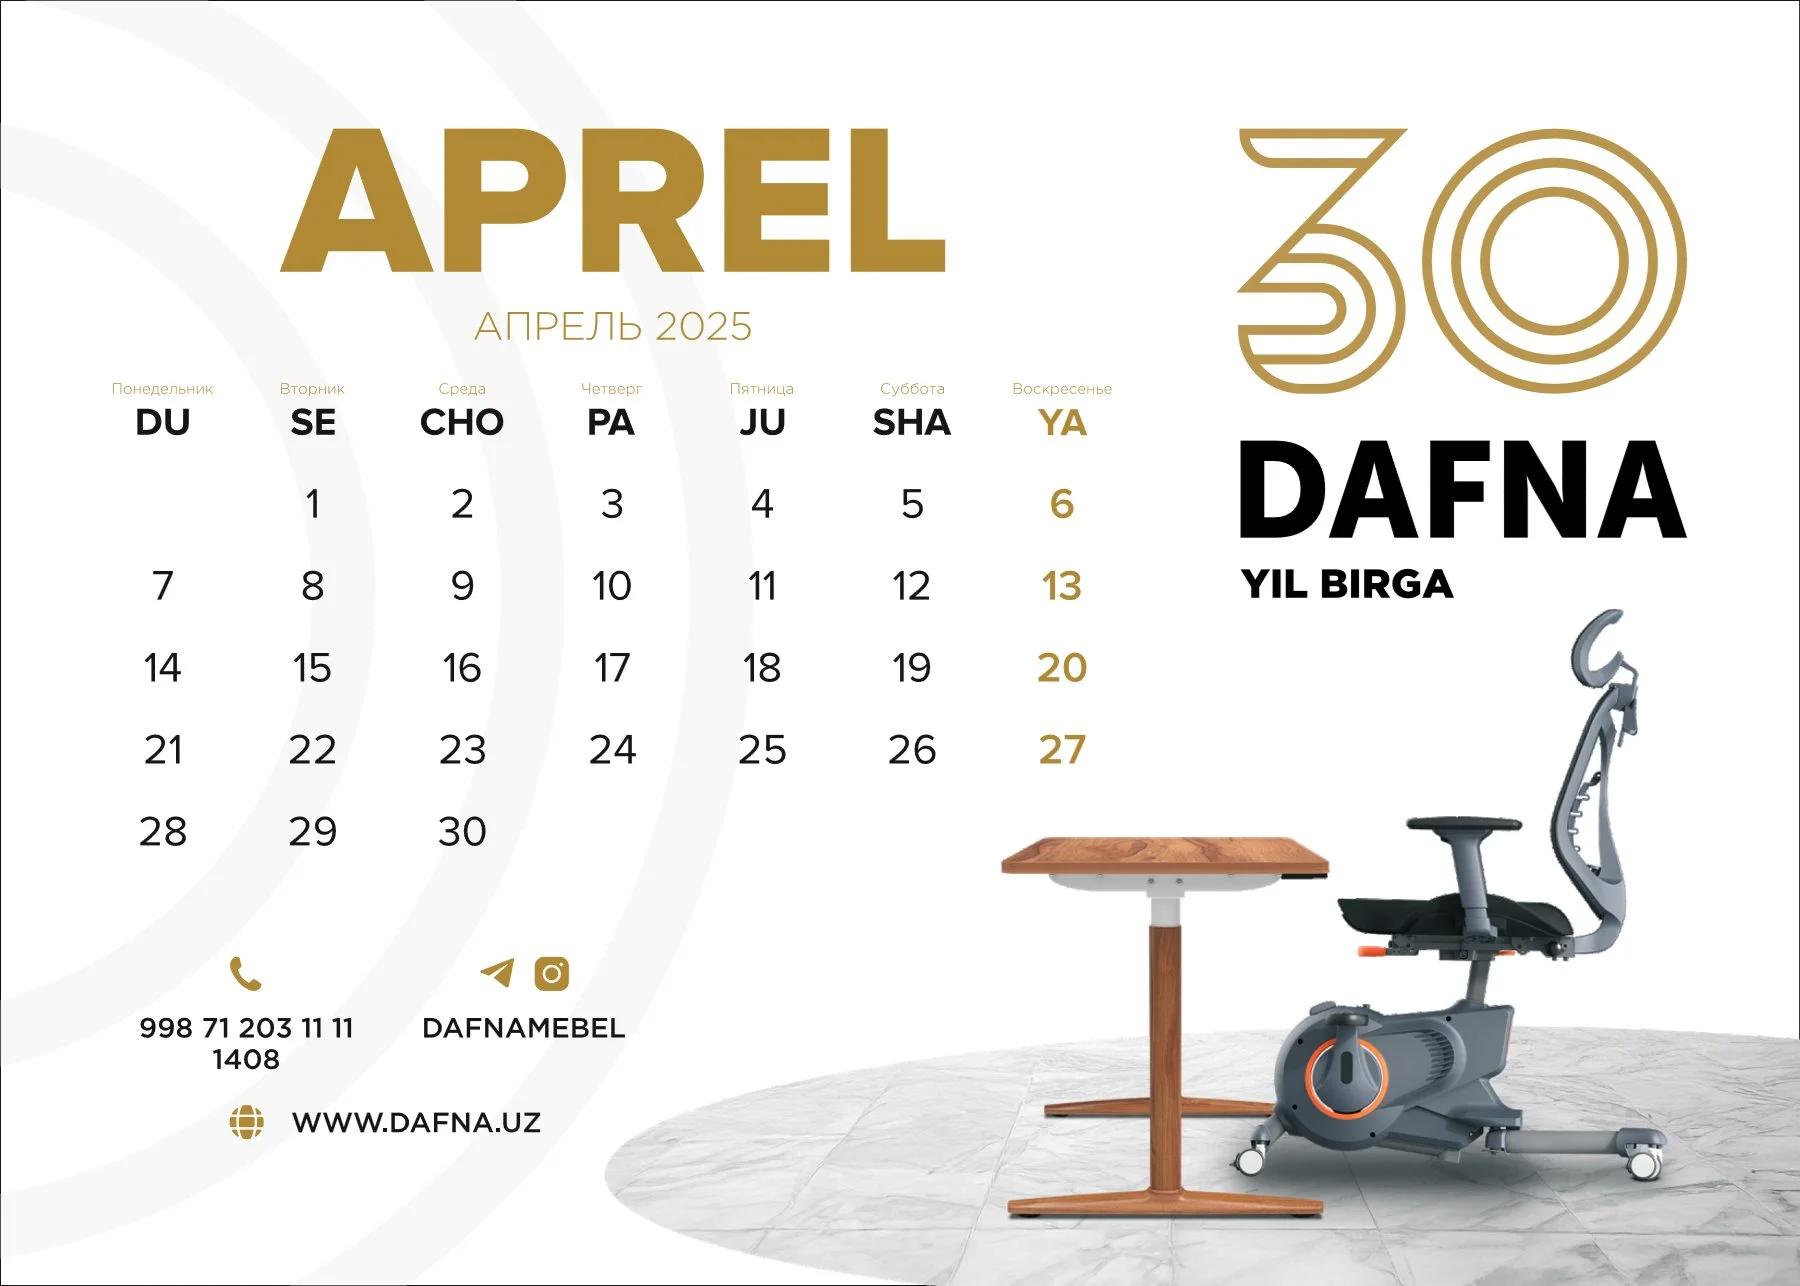 APREL
АПРЕЛЬ 2025
Понедельник Вторник Среда Четверг Пятница Суббота Воскресенье
DU SE CHO PA JU SHA YA
1 2 3 4 5 6
7 8 9 10 11 12 13
14 15 16 17 18 19 20
21 22 23 24 25 26 27
28 29 30
30
DAFNA
YIL BIRGA
998 71 203 11 11
1408
DAFNAMEBEL
WWW.DAFNA.UZ